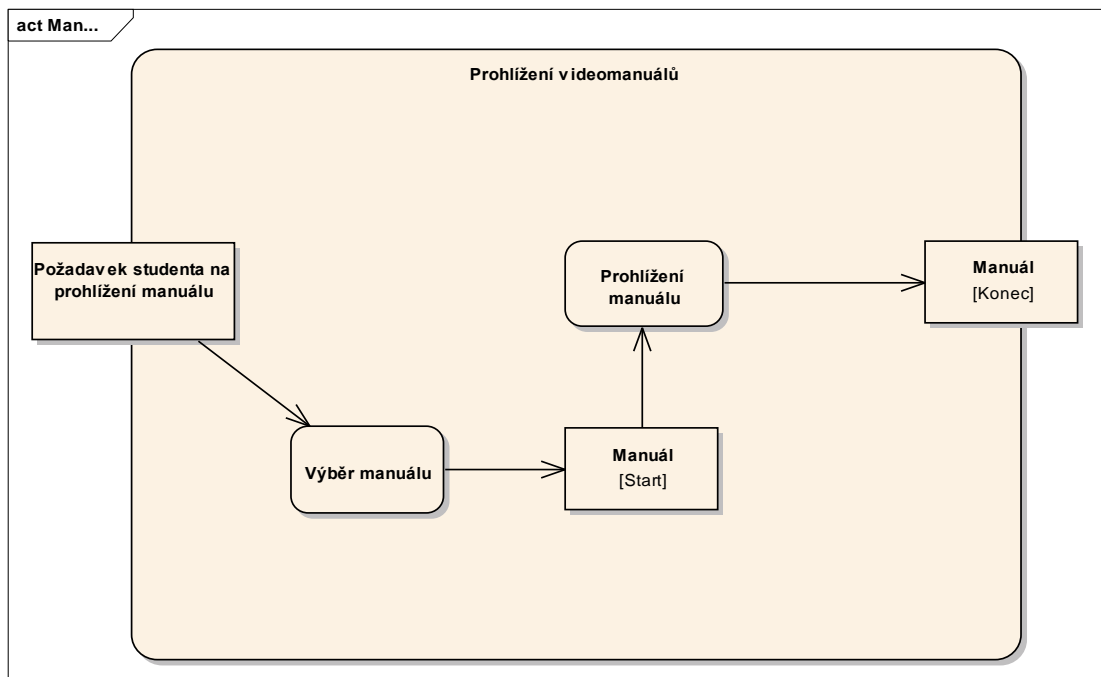 act Man...
Prohlížení videomanuálů
Požadavek studenta na
prohlížení manuálu
Výběr manuálu
Manuál
[Start]
Prohlížení
manuálu
Manuál
[Konec]